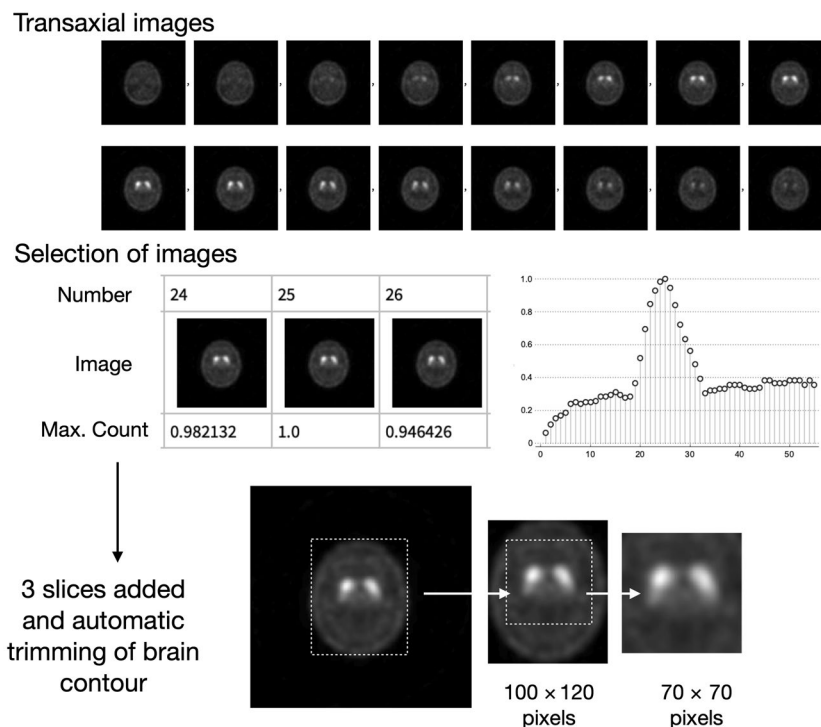 Transaxial images
, , , , , , ,
, , , , , , ,
Selection of images
Number 24 25 26
Image
Max. Count 0.982132 1.0 0.946426
1.0
0.8
0.6
0.4
0.2
0
0 10 20 30 40 50
3 slices added
and automatic
trimming of brain
contour
100 × 120
pixels
70 × 70
pixels